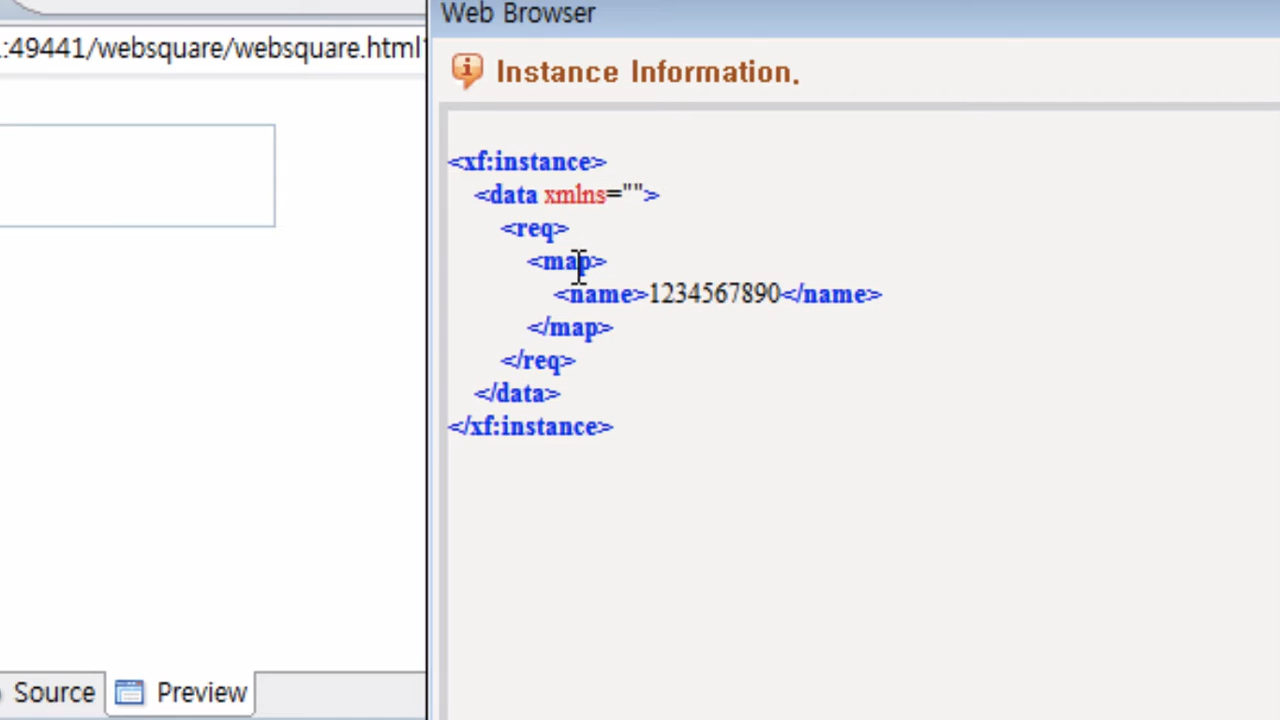 :49441/websquare/websquare.html
Web Browser
Instance Information.
<xf:instance>
<data xmlns="">
<req>
<map>
<name>1234567890</name>
</map>
</req>
</data>
</xf:instance>
Source
Preview